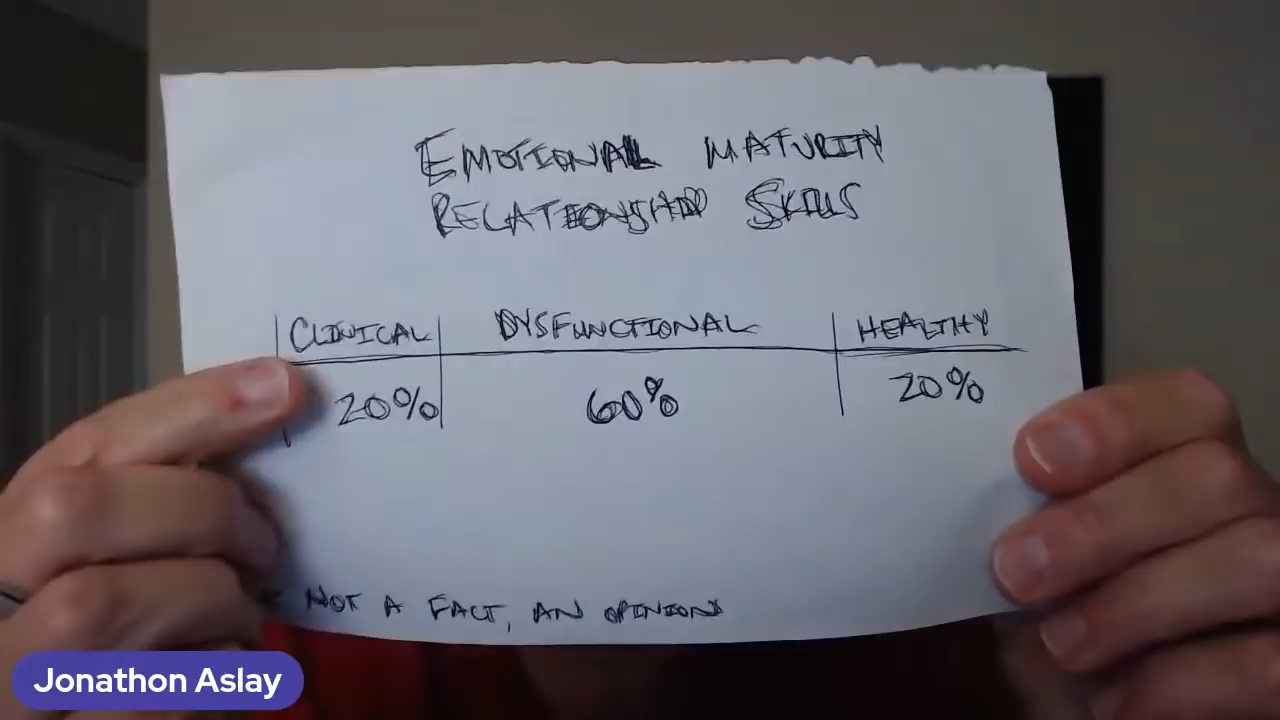 EMOTIONAL MATURITY
RELATIONSHIP SKILLS
CLINICAL DYSFUNCTIONAL HEALTHY
20% 60% 20%
NOT A FACT, AN OPINION
Jonathon Aslay